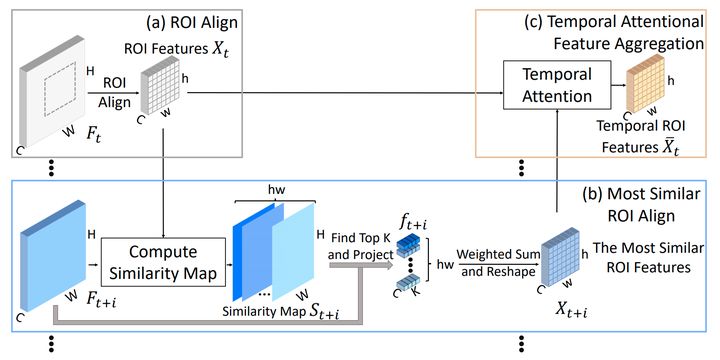 (a) ROI Align
ROI Features X_t
H
ROI
Align
h
C
W
F_t
C
w
(c) Temporal Attentional
Feature Aggregation
Temporal
Attention
h
C
w
Temporal ROI
Features X̄_t
(b) Most Similar
ROI Align
hw
H
Compute
Similarity Map
H
C
W
F_{t+i}
...
W
Similarity Map S_{t+i}
Find Top K
and Project
f_{t+i}
hw
C
K
Weighted Sum
and Reshape
h
C
w
X_{t+i}
The Most Similar
ROI Features